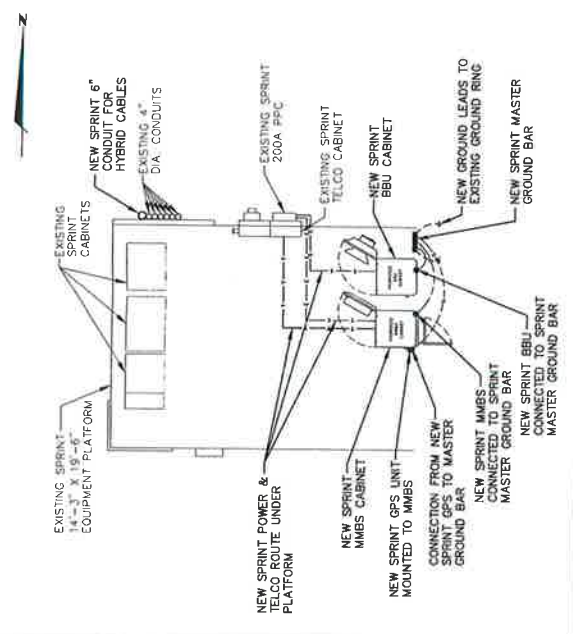 Z
NEW SPRINT 6"
CONDUIT FOR
HYBRID CABLES
EXISTING 4"
DIA. CONDUITS
EXISTING
SPRINT
CABINETS
EXISTING SPRINT
14'-3" X 19'-6"
EQUIPMENT PLATFORM
EXISTING SPRINT
200A PPC
EXISTING SPRINT
TELCO CABINET
NEW SPRINT
BBU CABINET
NEW GROUND LEADS TO
EXISTING GROUND RING
NEW SPRINT MASTER
GROUND BAR
NEW SPRINT BBU
CONNECTED TO SPRINT
MASTER GROUND BAR
NEW SPRINT MMBS
CONNECTED TO SPRINT
MASTER GROUND BAR
CONNECTION FROM NEW
SPRINT GPS TO MASTER
GROUND BAR
NEW SPRINT GPS UNIT
MOUNTED TO MMBS
NEW SPRINT
MMBS CABINET
NEW SPRINT POWER &
TELCO ROUTE UNDER
PLATFORM